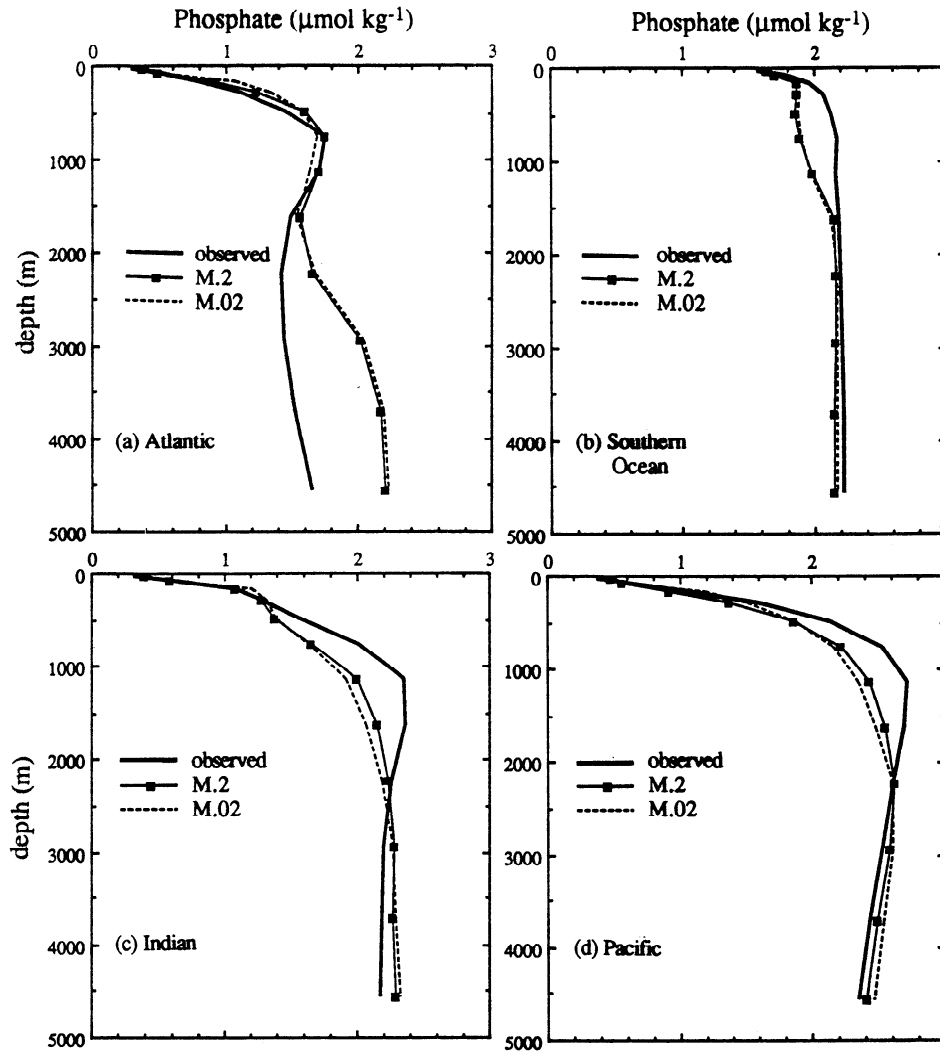 Phosphate (μmol kg-1)
0 1 2 3
0
1000
2000
3000
4000
5000
depth (m)
observed
M.2
M.02
(a) Atlantic
Phosphate (μmol kg-1)
0 1 2
0
1000
2000
3000
4000
5000
observed
M.2
M.02
(b) Southern
Ocean
0 1 2 3
0
1000
2000
3000
4000
5000
depth (m)
observed
M.2
M.02
(c) Indian
0 1 2
0
1000
2000
3000
4000
5000
observed
M.2
M.02
(d) Pacific